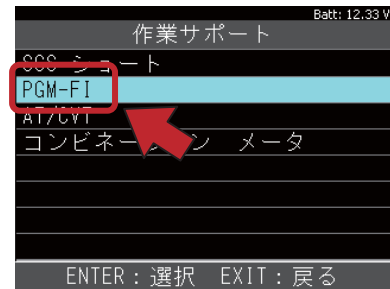 Batt: 12.33 V
作業サポート
SCS ショート
PGM-FI
AT/CVT
コンビネーション メータ
ENTER:選択 EXIT:戻る